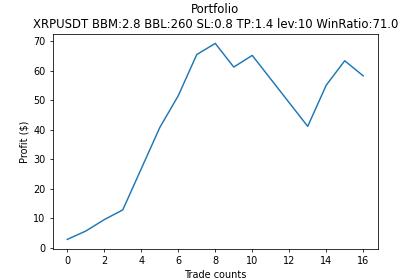 Portfolio
XRPUSDT BBM:2.8 BBL:260 SL:0.8 TP:1.4 lev:10 WinRatio:71.0
70
60
50
40
30
20
10
0
Profit ($)
0 2 4 6 8 10 12 14 16
Trade counts